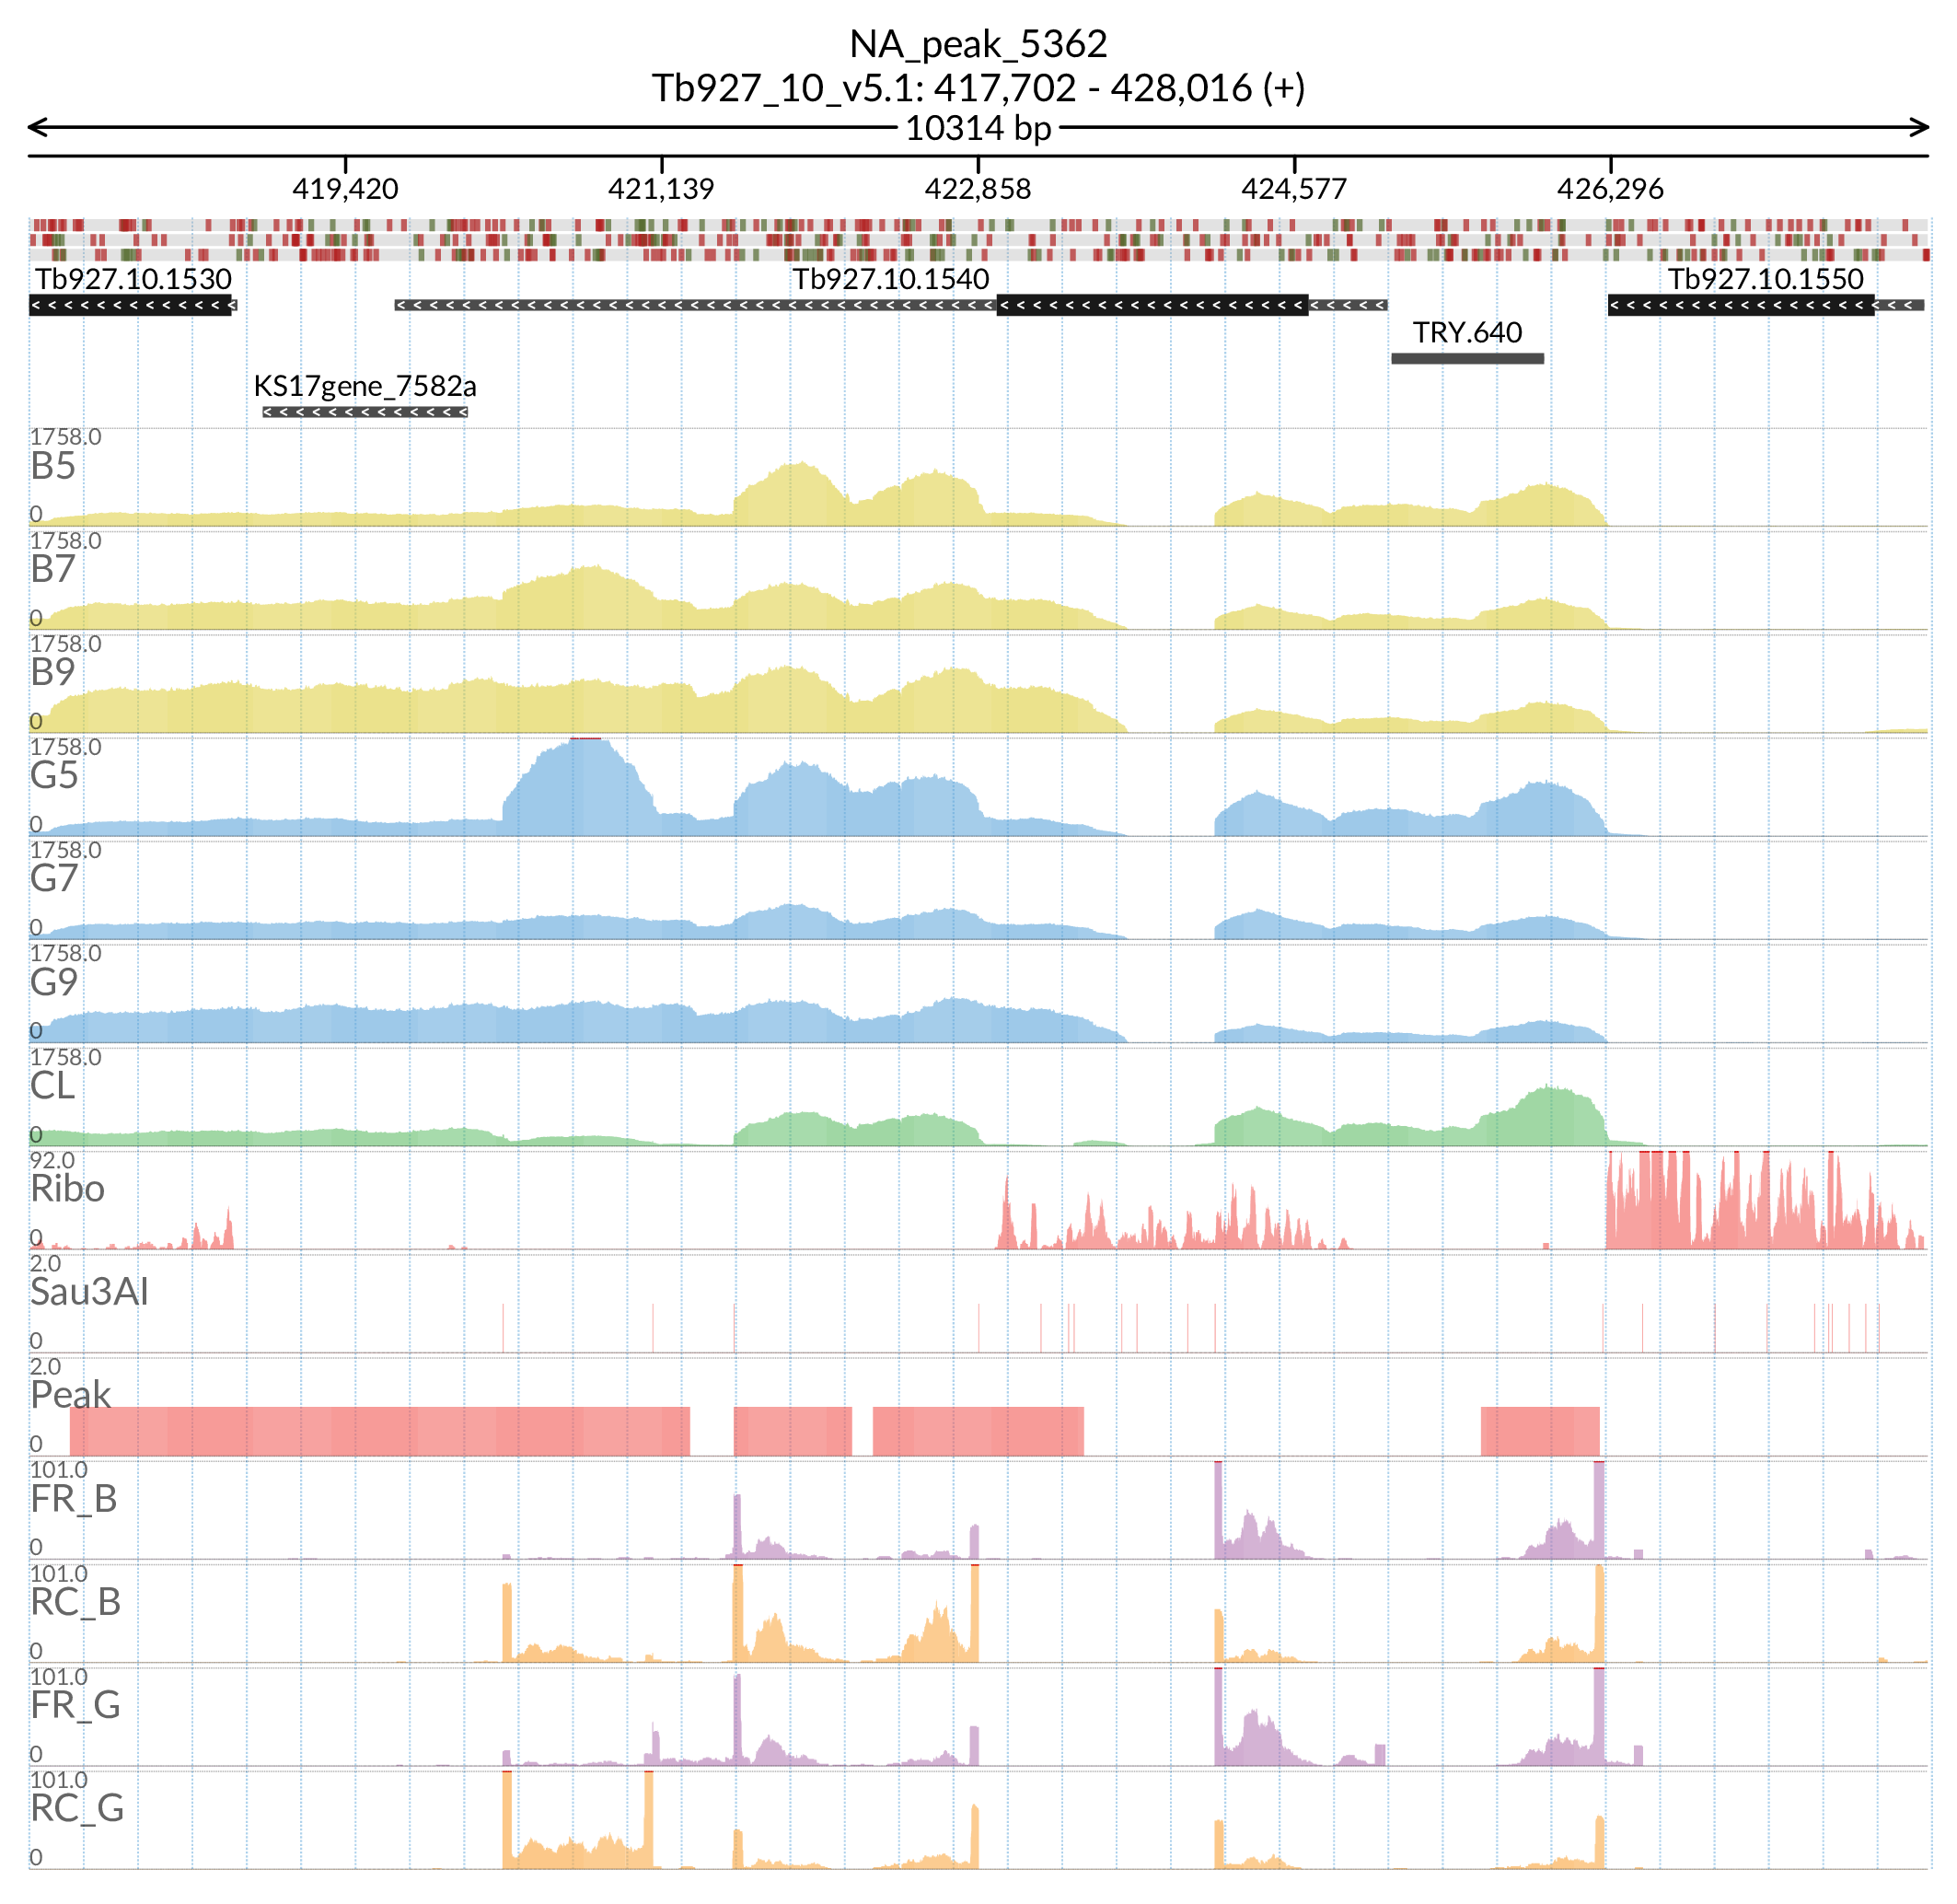 NA_peak_5362
Tb927_10_v5.1: 417,702 - 428,016 (+)
10314 bp
419,420 421,139 422,858 424,577 426,296
Tb927.10.1530 Tb927.10.1540 Tb927.10.1550
TRY.640
KS17gene_7582a
1758.0
B5
0
1758.0
B7
0
1758.0
B9
0
1758.0
G5
0
1758.0
G7
0
1758.0
G9
0
1758.0
CL
0
92.0
Ribo
0
2.0
Sau3AI
0
2.0
Peak
0
101.0
FR_B
0
101.0
RC_B
0
101.0
FR_G
0
101.0
RC_G
0